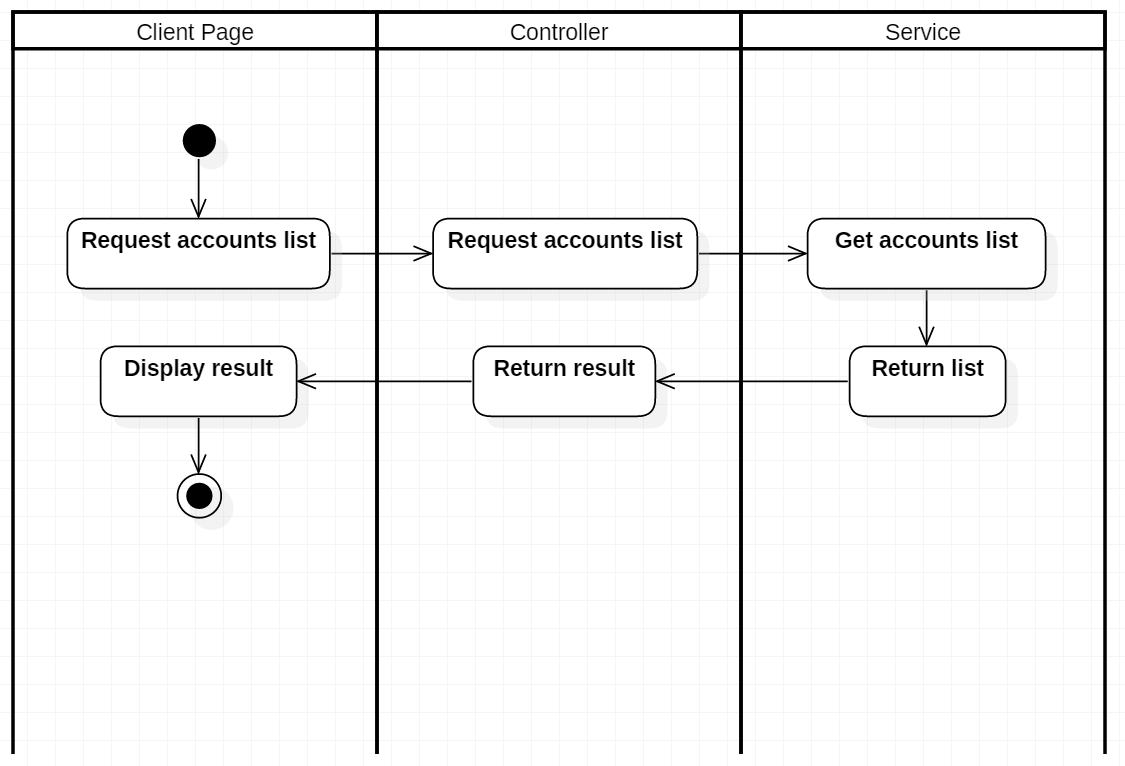 Client Page
Controller
Service
Request accounts list
Request accounts list
Get accounts list
Display result
Return result
Return list